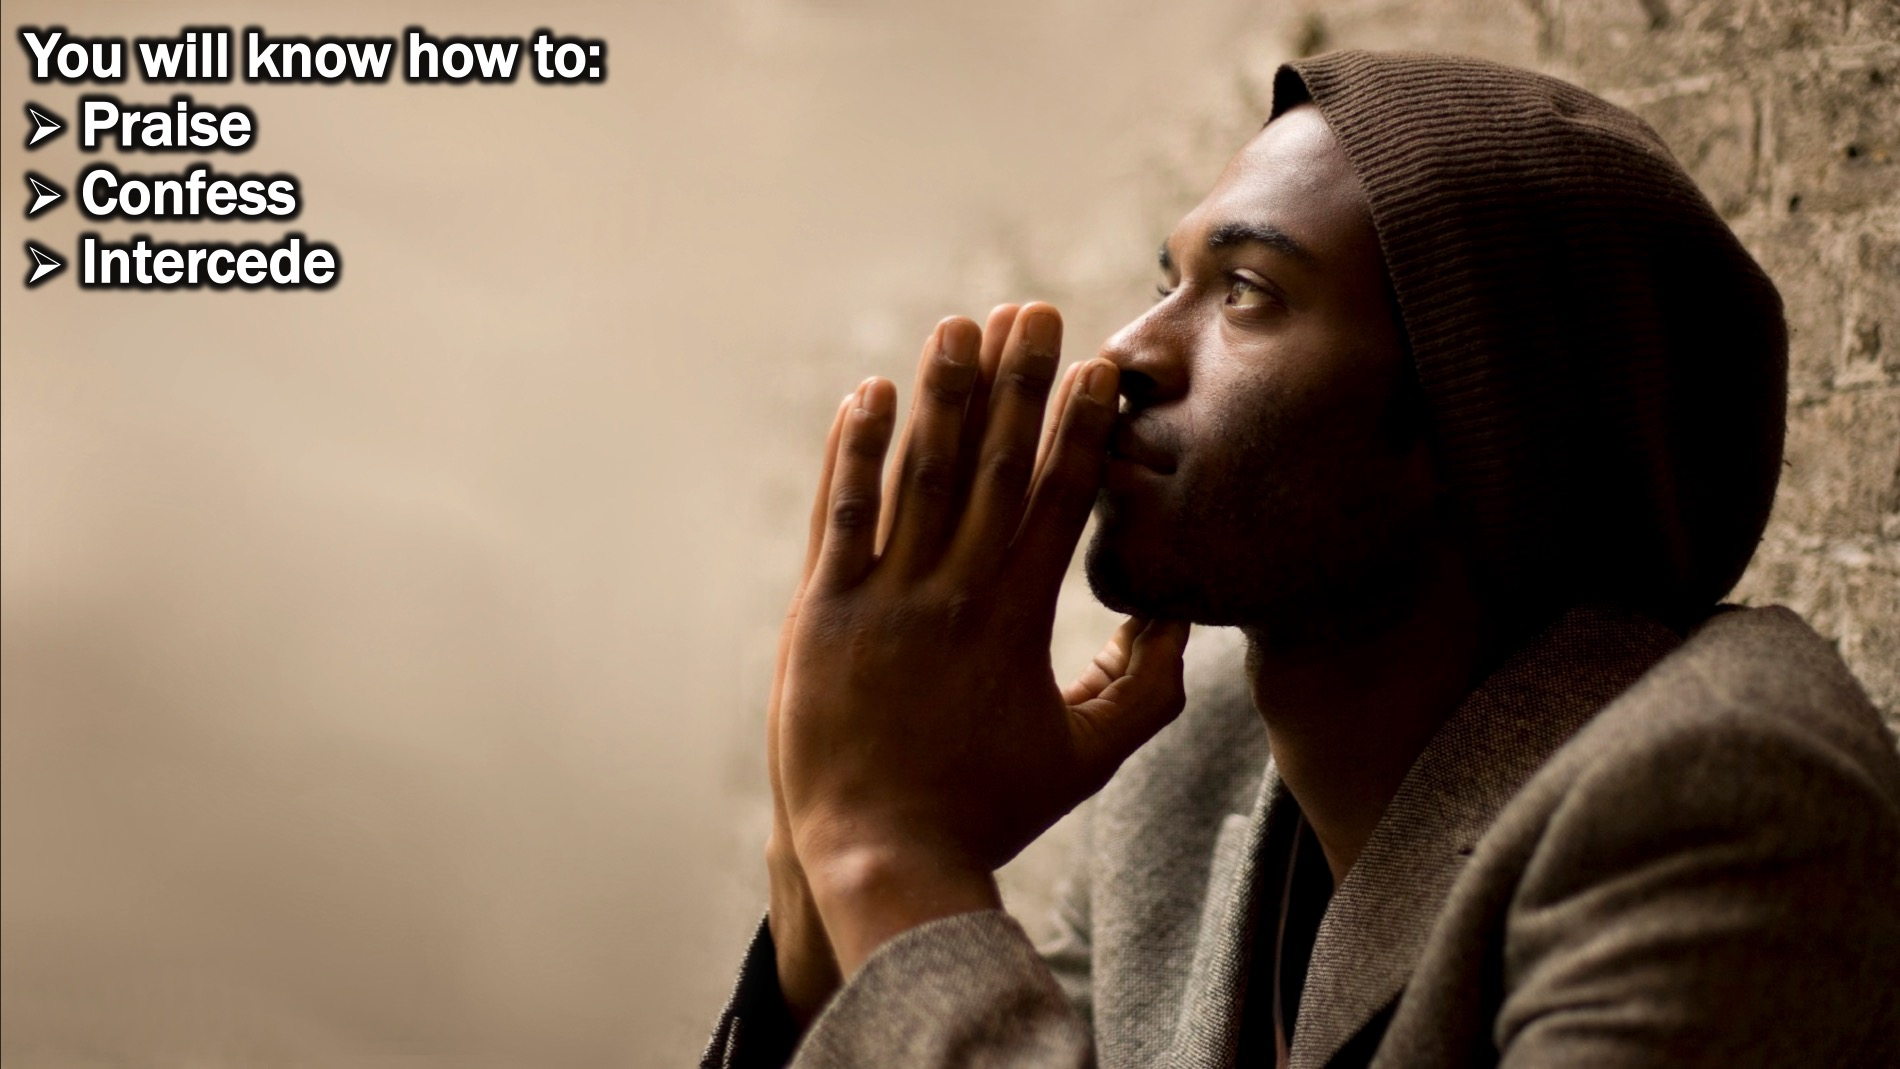 You will know how to:
➢ Praise
➢ Confess
➢ Intercede